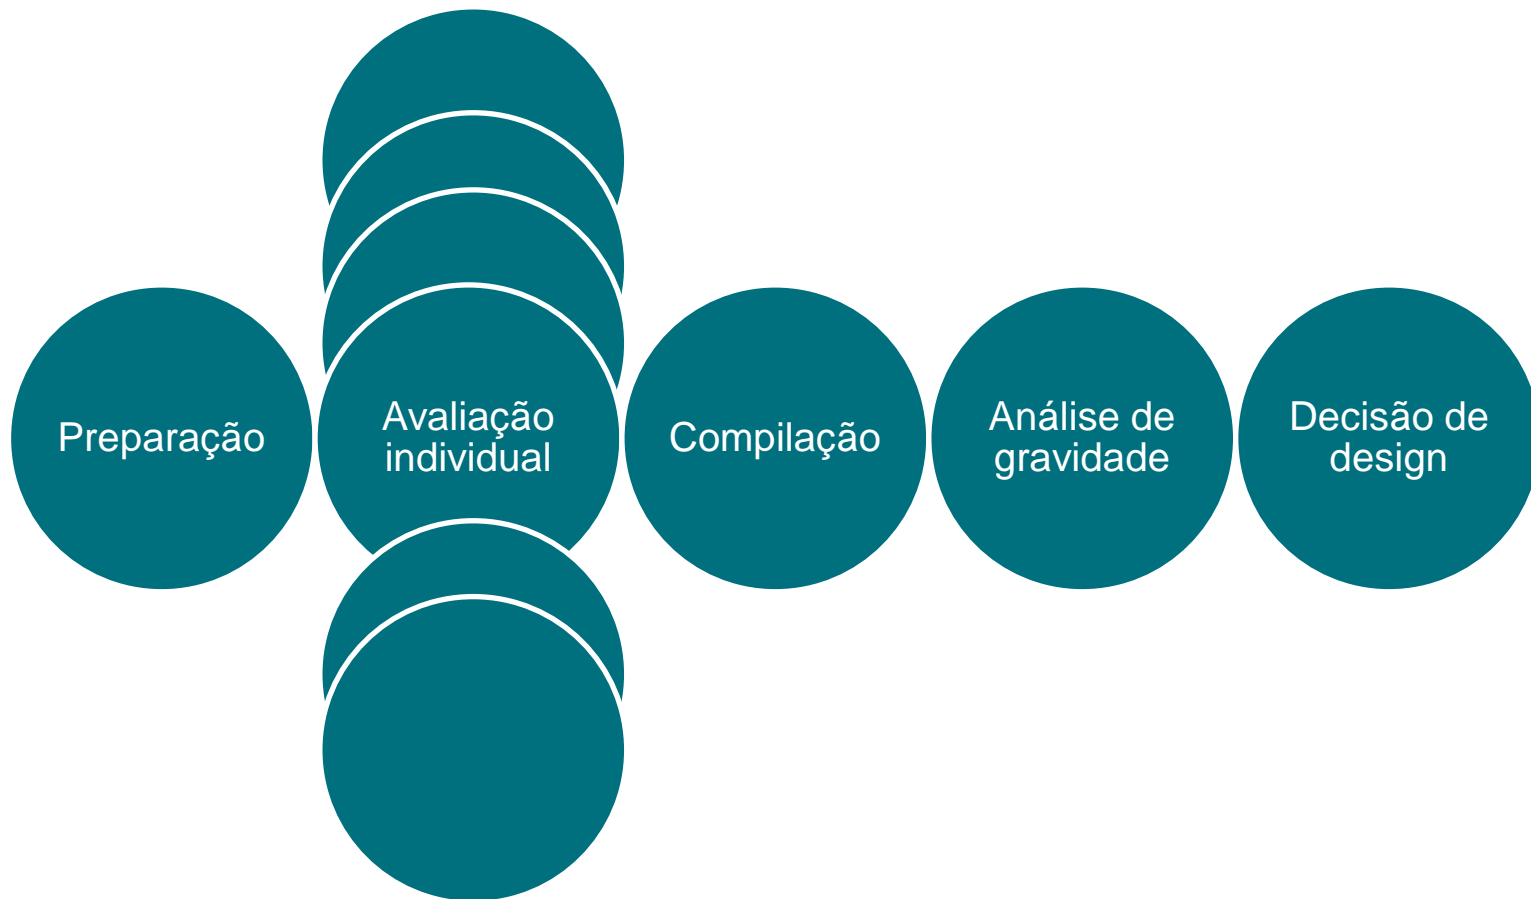 Preparação
Avaliação
individual
Compilação
Análise de
gravidade
Decisão de
design